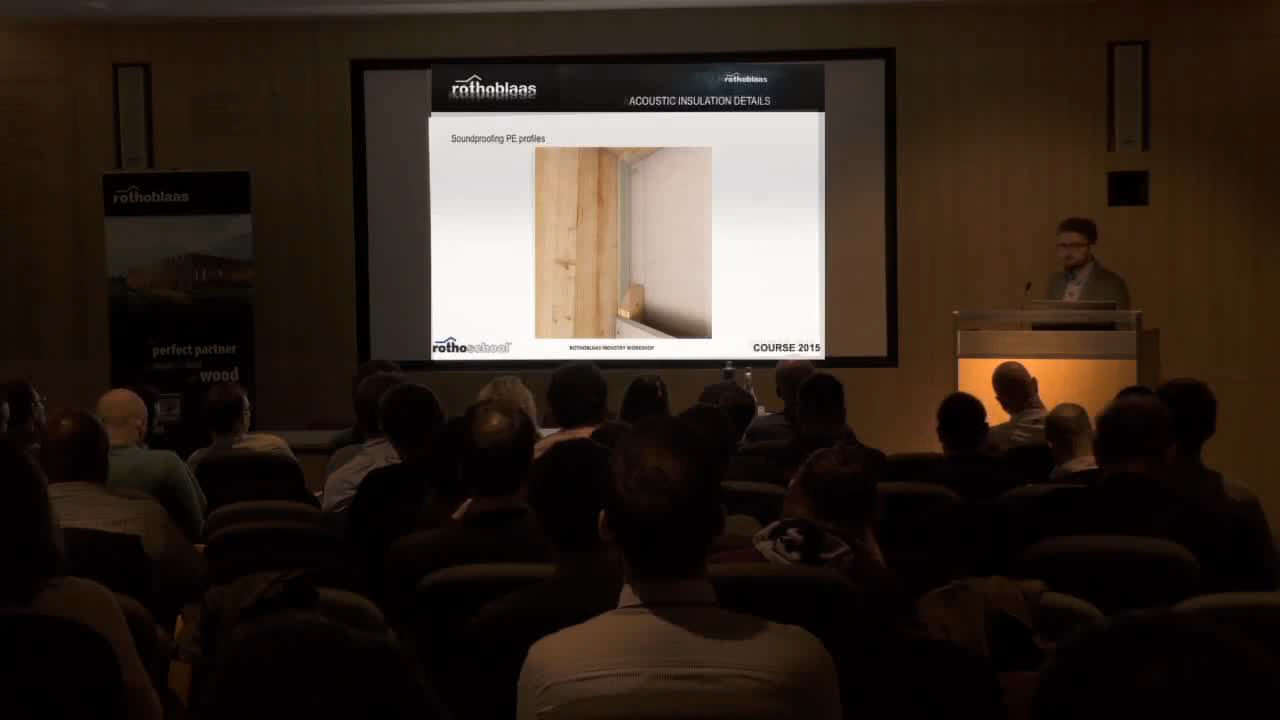 rothoblaas
rothoblaas
ACOUSTIC INSULATION DETAILS
Soundproofing PE profiles
rothoschool
ROTHOBLAAS INDUSTRY WORKSHOP
COURSE 2015
rothoblaas
perfect partner
wood